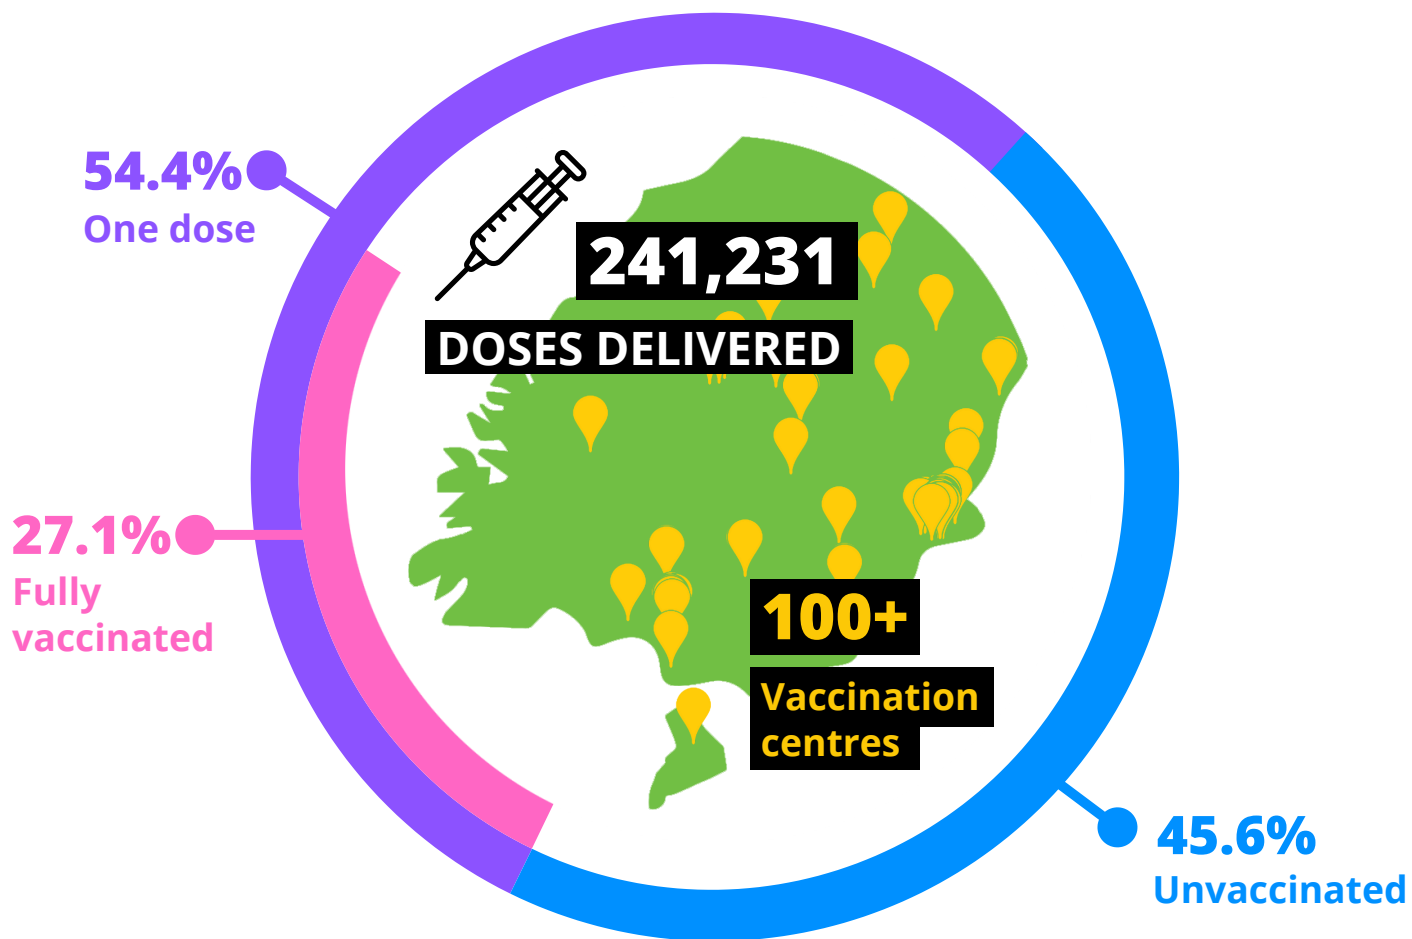 54.4%
One dose
241,231
DOSES DELIVERED
27.1%
Fully
vaccinated
100+
Vaccination
centres
45.6%
Unvaccinated